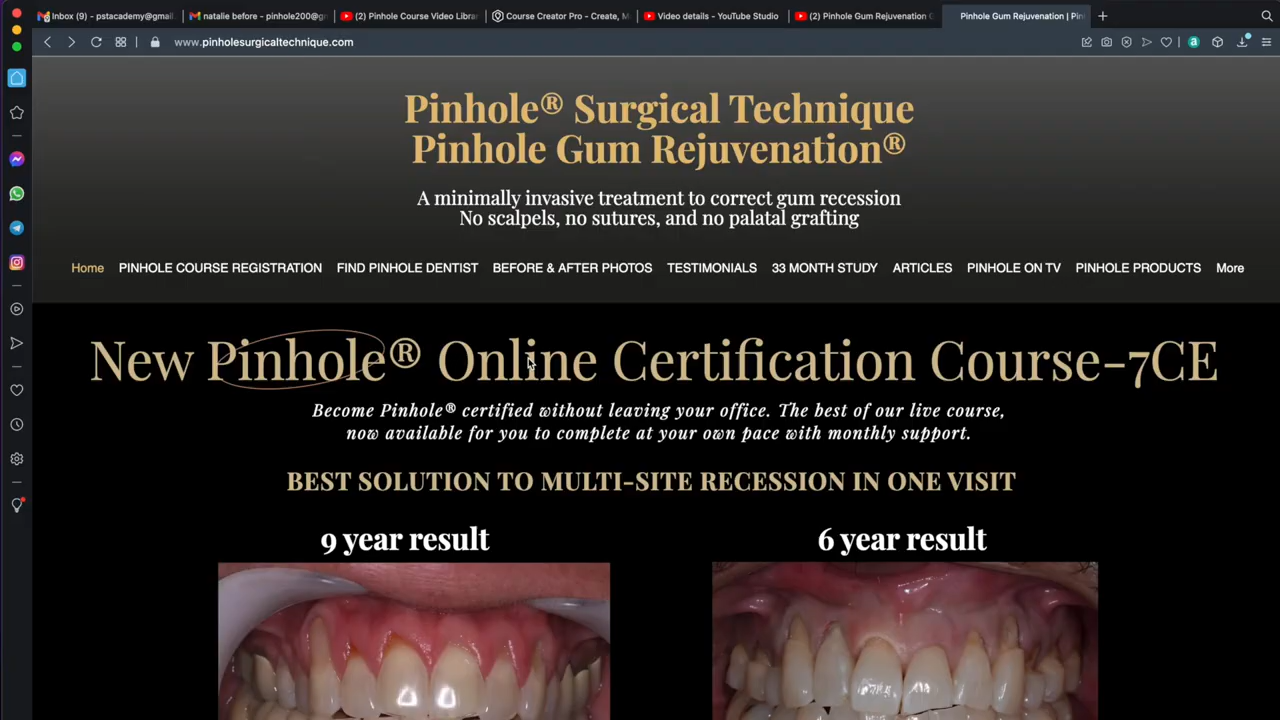 Inbox (9) - pstacademy@gmail.
natalie before - pinhole200@g
(2) Pinhole Course Video Libra
Course Creator Pro - Create, M
Video details - YouTube Studio
(2) Pinhole Gum Rejuvenation
Pinhole Gum Rejuvenation | Pin
www.pinholesurgicaltechnique.com
Pinhole® Surgical Technique
Pinhole Gum Rejuvenation®
A minimally invasive treatment to correct gum recession
No scalpels, no sutures, and no palatal grafting
Home PINHOLE COURSE REGISTRATION FIND PINHOLE DENTIST BEFORE & AFTER PHOTOS TESTIMONIALS 33 MONTH STUDY ARTICLES PINHOLE ON TV PINHOLE PRODUCTS More
New Pinhole® Online Certification Course-7CE
Become Pinhole® certified without leaving your office. The best of our live course,
now available for you to complete at your own pace with monthly support.
BEST SOLUTION TO MULTI-SITE RECESSION IN ONE VISIT
9 year result
6 year result